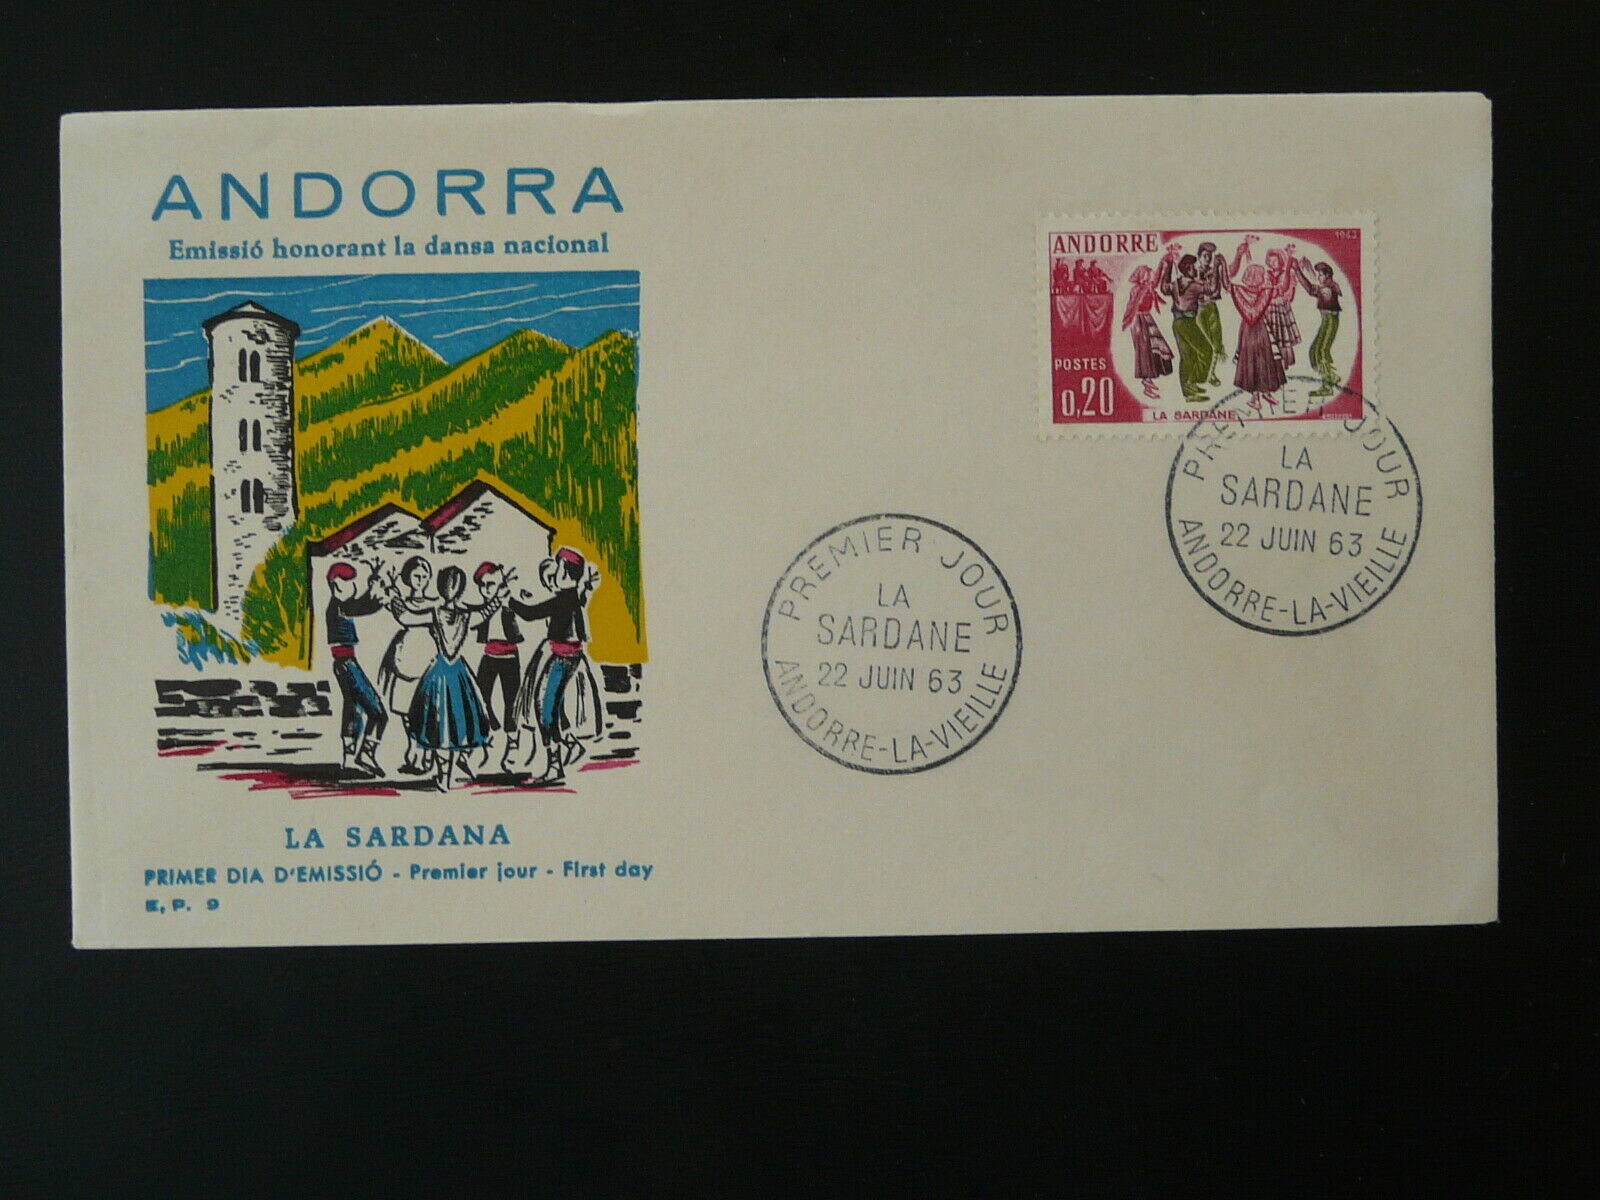 ANDORRA
Emissió honorant la dansa nacional
LA SARDANA
PRIMER DIA D'EMISSIÓ - Premier jour - First day
E. P. 9
ANDORRE
1963
POSTES
0,20
LA SARDANE
PREMIER JOUR
LA
SARDANE
22 JUIN 63
ANDORRE-LA-VIEILLE
PREMIER JOUR
LA
SARDANE
22 JUIN 63
ANDORRE-LA-VIEILLE